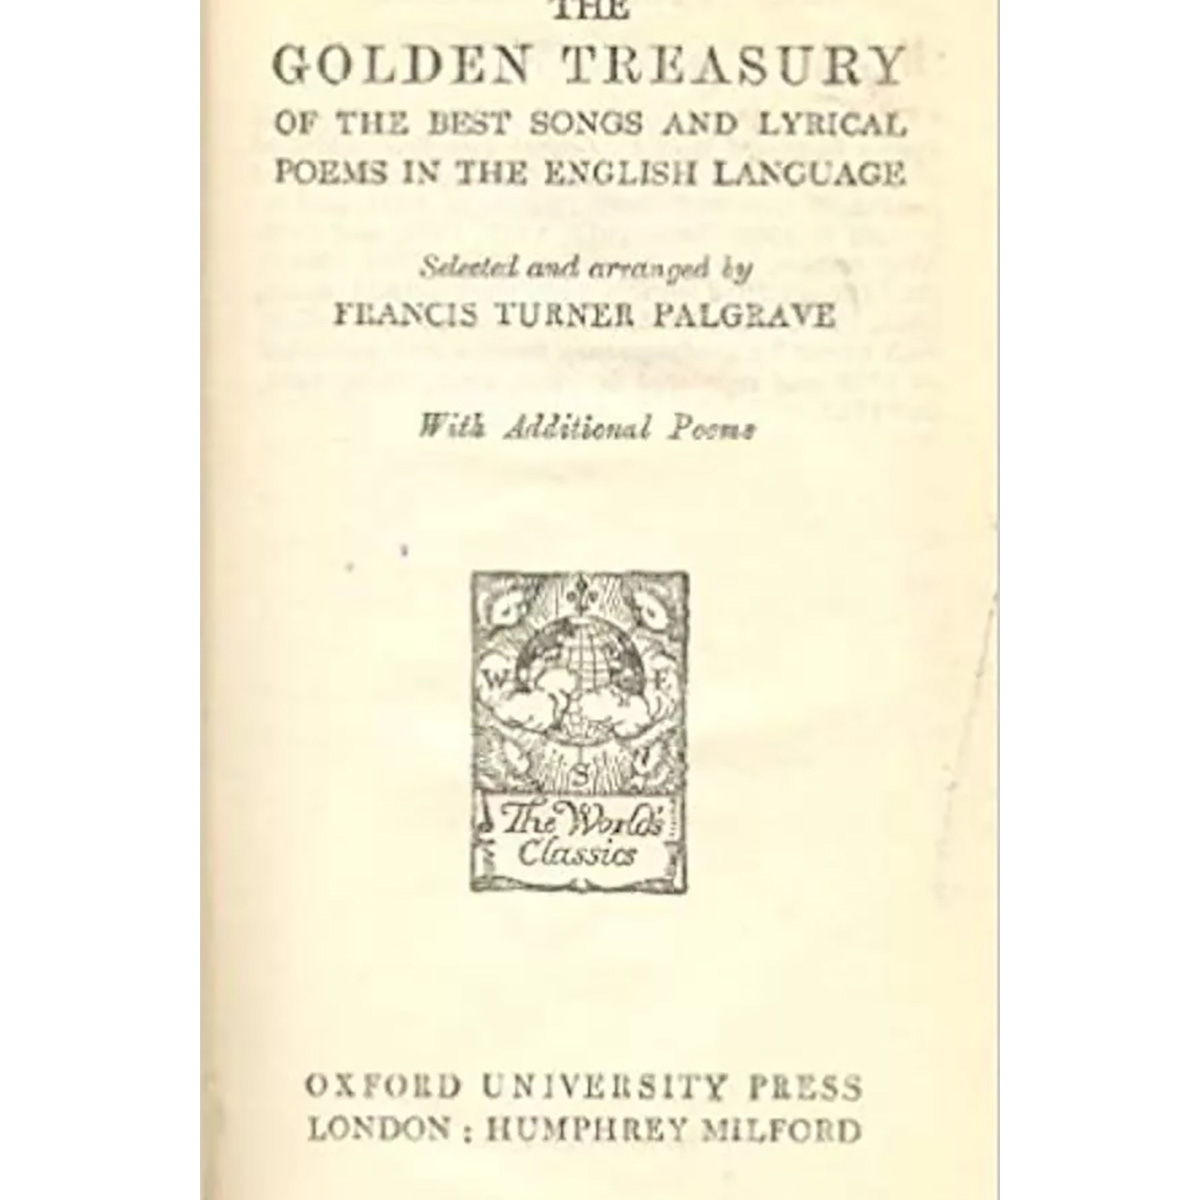 THE
GOLDEN TREASURY
OF THE BEST SONGS AND LYRICAL
POEMS IN THE ENGLISH LANGUAGE
Selected and arranged by
FRANCIS TURNER PALGRAVE
With Additional Poems
W E
S
The World's
Classics
OXFORD UNIVERSITY PRESS
LONDON : HUMPHREY MILFORD